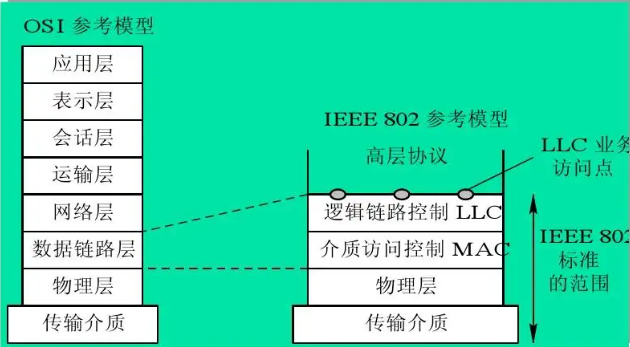 OSI 参考模型
应用层
表示层
会话层
运输层
网络层
数据链路层
物理层
传输介质
IEEE 802 参考模型
高层协议
逻辑链路控制 LLC
介质访问控制 MAC
物理层
传输介质
LLC 业务
访问点
IEEE 802
标准
的范围